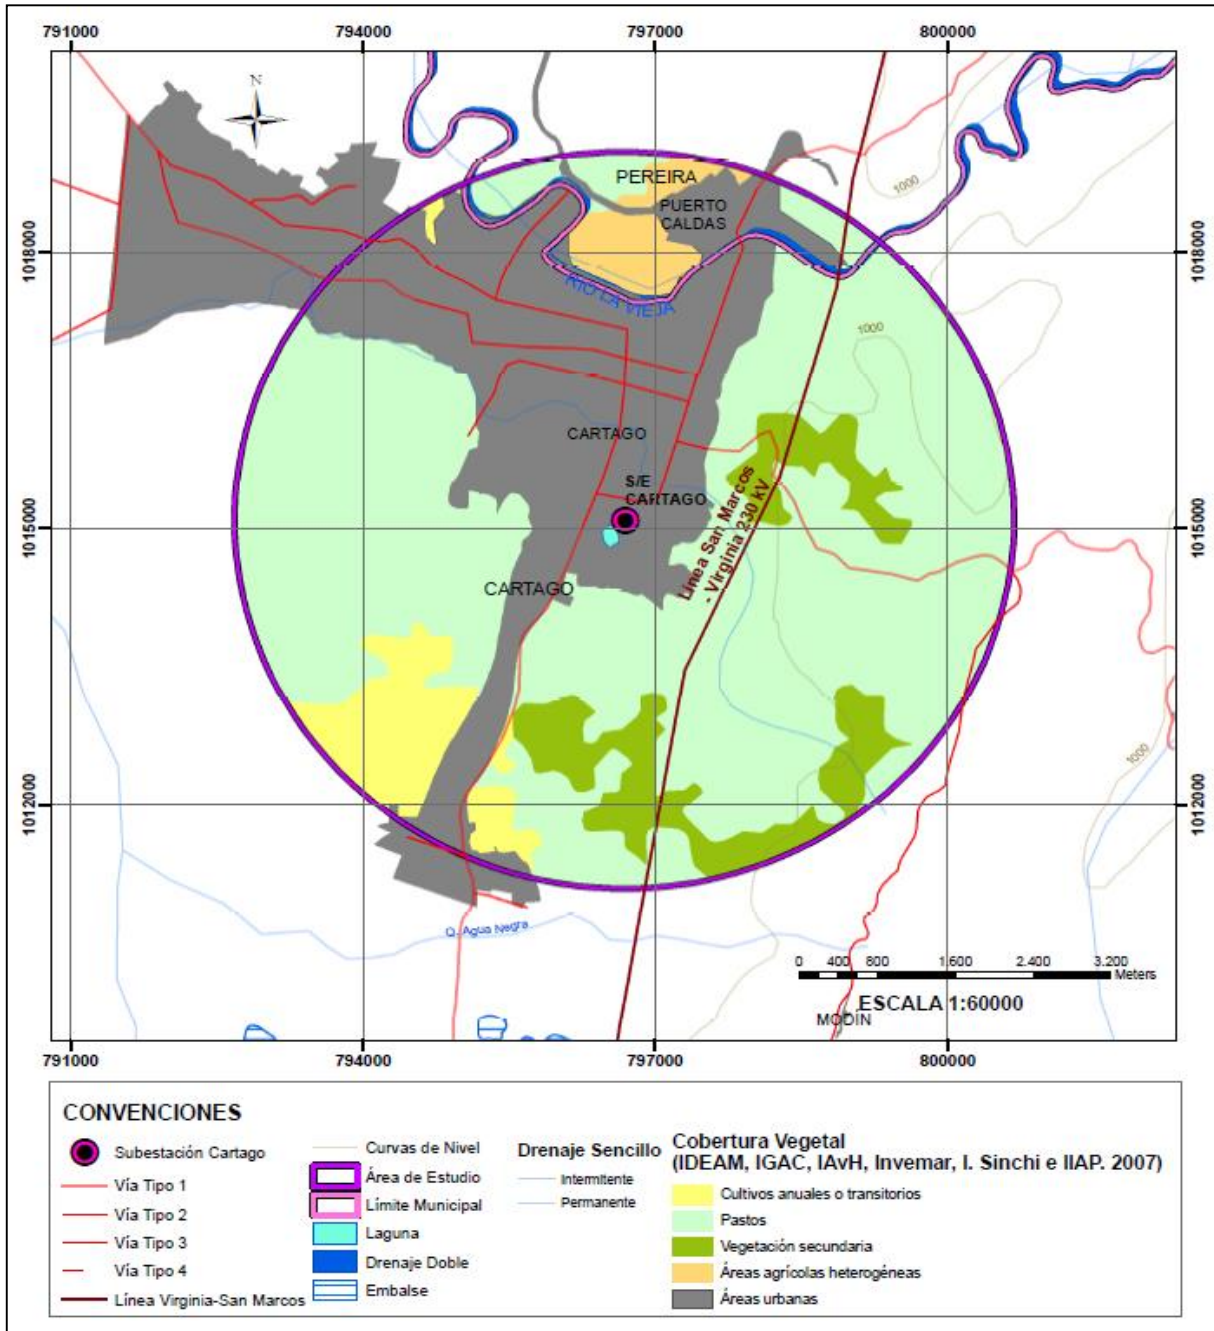 791000 794000 797000 800000
N
1000
PEREIRA
PUERTO
CALDAS
1018000 1018000
RIO LA VIEJA
1000
CARTAGO
S/E
CARTAGO
Línea San Marcos
- Virginia 230 kV
1015000 1015000
CARTAGO
1000
1012000 1012000
Q. Agua Negra
0 400 800 1.600 2.400 3.200
Meters
ESCALA 1:60000
MODIN
791000 794000 797000 800000
CONVENCIONES
Subestación Cartago
Vía Tipo 1
Vía Tipo 2
Vía Tipo 3
Vía Tipo 4
Línea Virginia-San Marcos
Curvas de Nivel
Área de Estudio
Límite Municipal
Laguna
Drenaje Doble
Embalse
Drenaje Sencillo
Intermitente
Permanente
Cobertura Vegetal
(IDEAM, IGAC, IAvH, Invemar, I. Sinchi e IIAP. 2007)
Cultivos anuales o transitorios
Pastos
Vegetación secundaria
Áreas agrícolas heterogéneas
Áreas urbanas